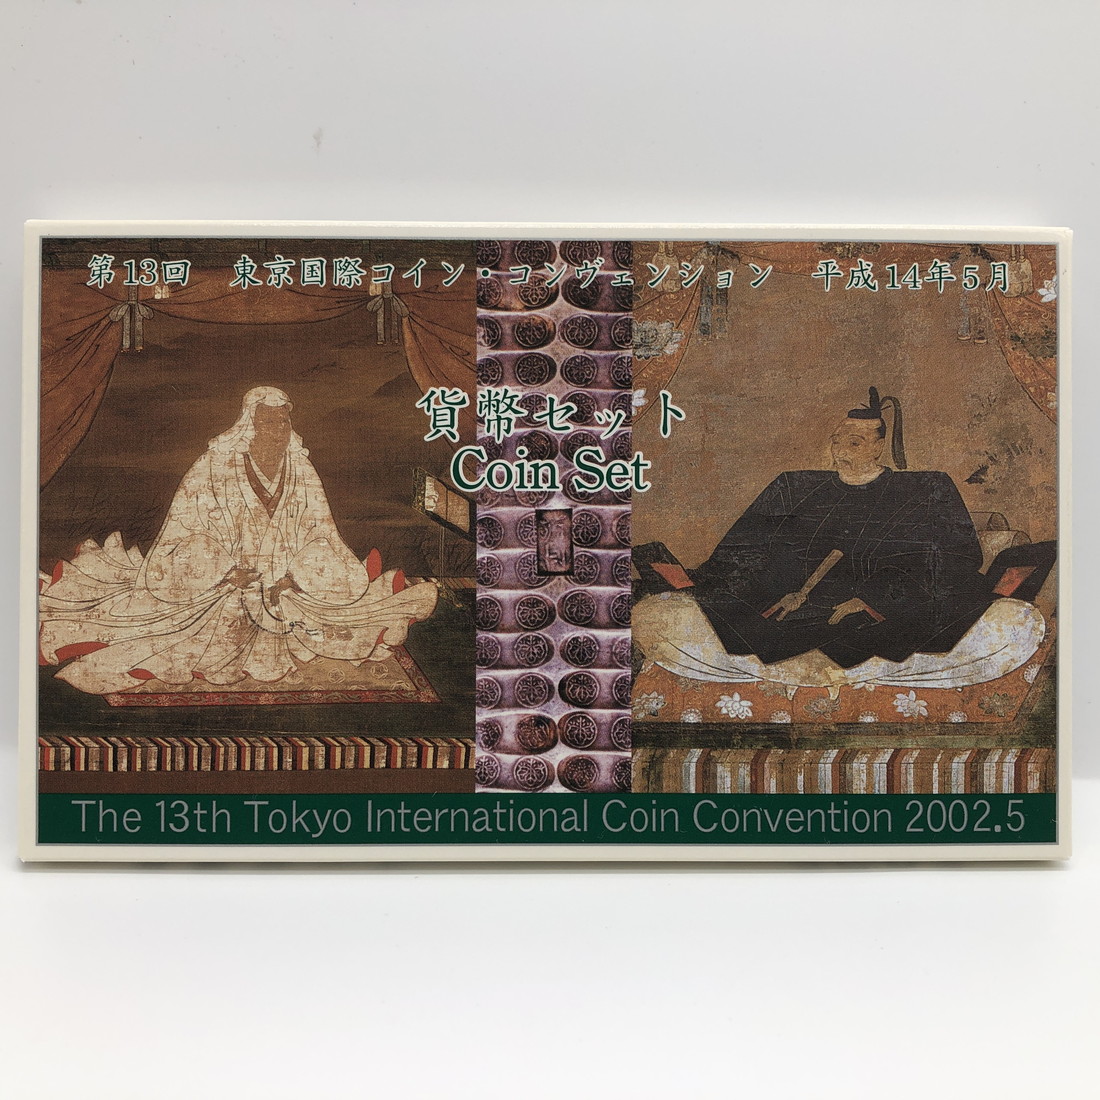 第13回 東京国際コイン・コンヴェンション 平成14年5月
貨幣セット
Coin Set
The 13th Tokyo International Coin Convention 2002.5